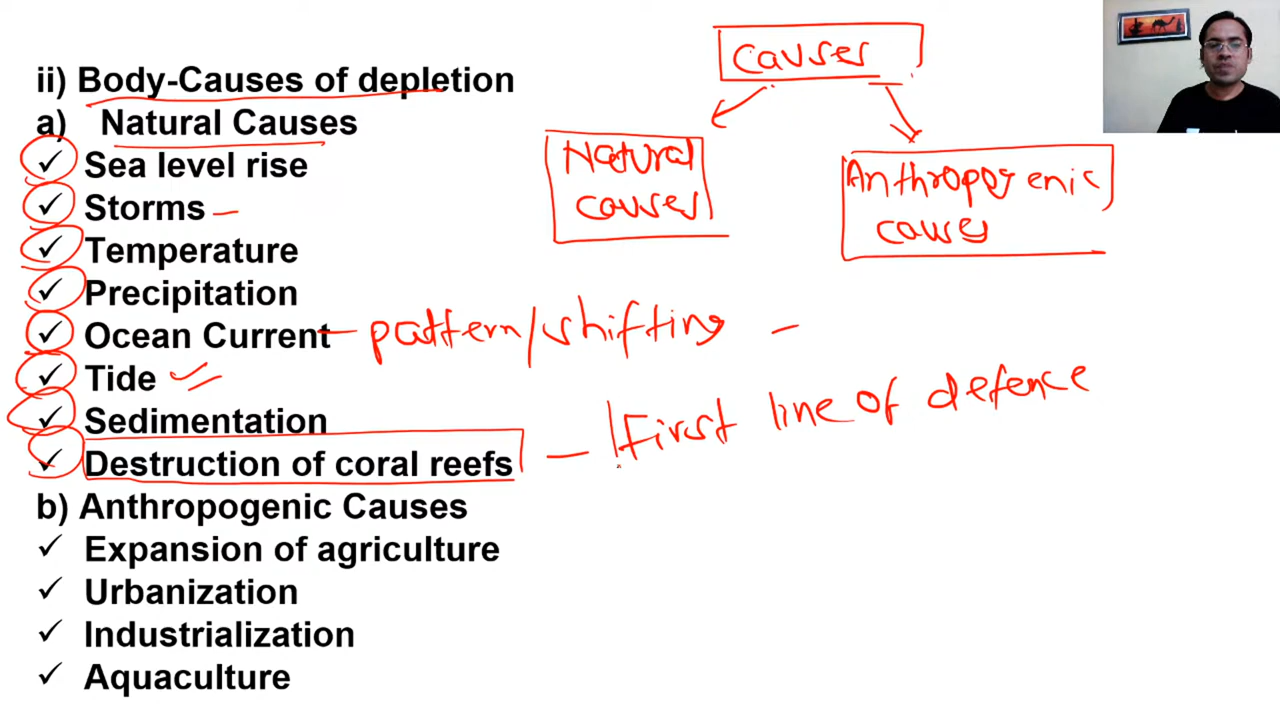 ii) Body-Causes of depletion
a) Natural Causes
✓ Sea level rise
✓ Storms –
✓ Temperature
✓ Precipitation
✓ Ocean Current – pattern/shifting –
✓ Tide ✓
✓ Sedimentation
✓ Destruction of coral reefs – First line of defence
b) Anthropogenic Causes
✓ Expansion of agriculture
✓ Urbanization
✓ Industrialization
✓ Aquaculture
causes
Natural
causes
Anthropogenic
causes